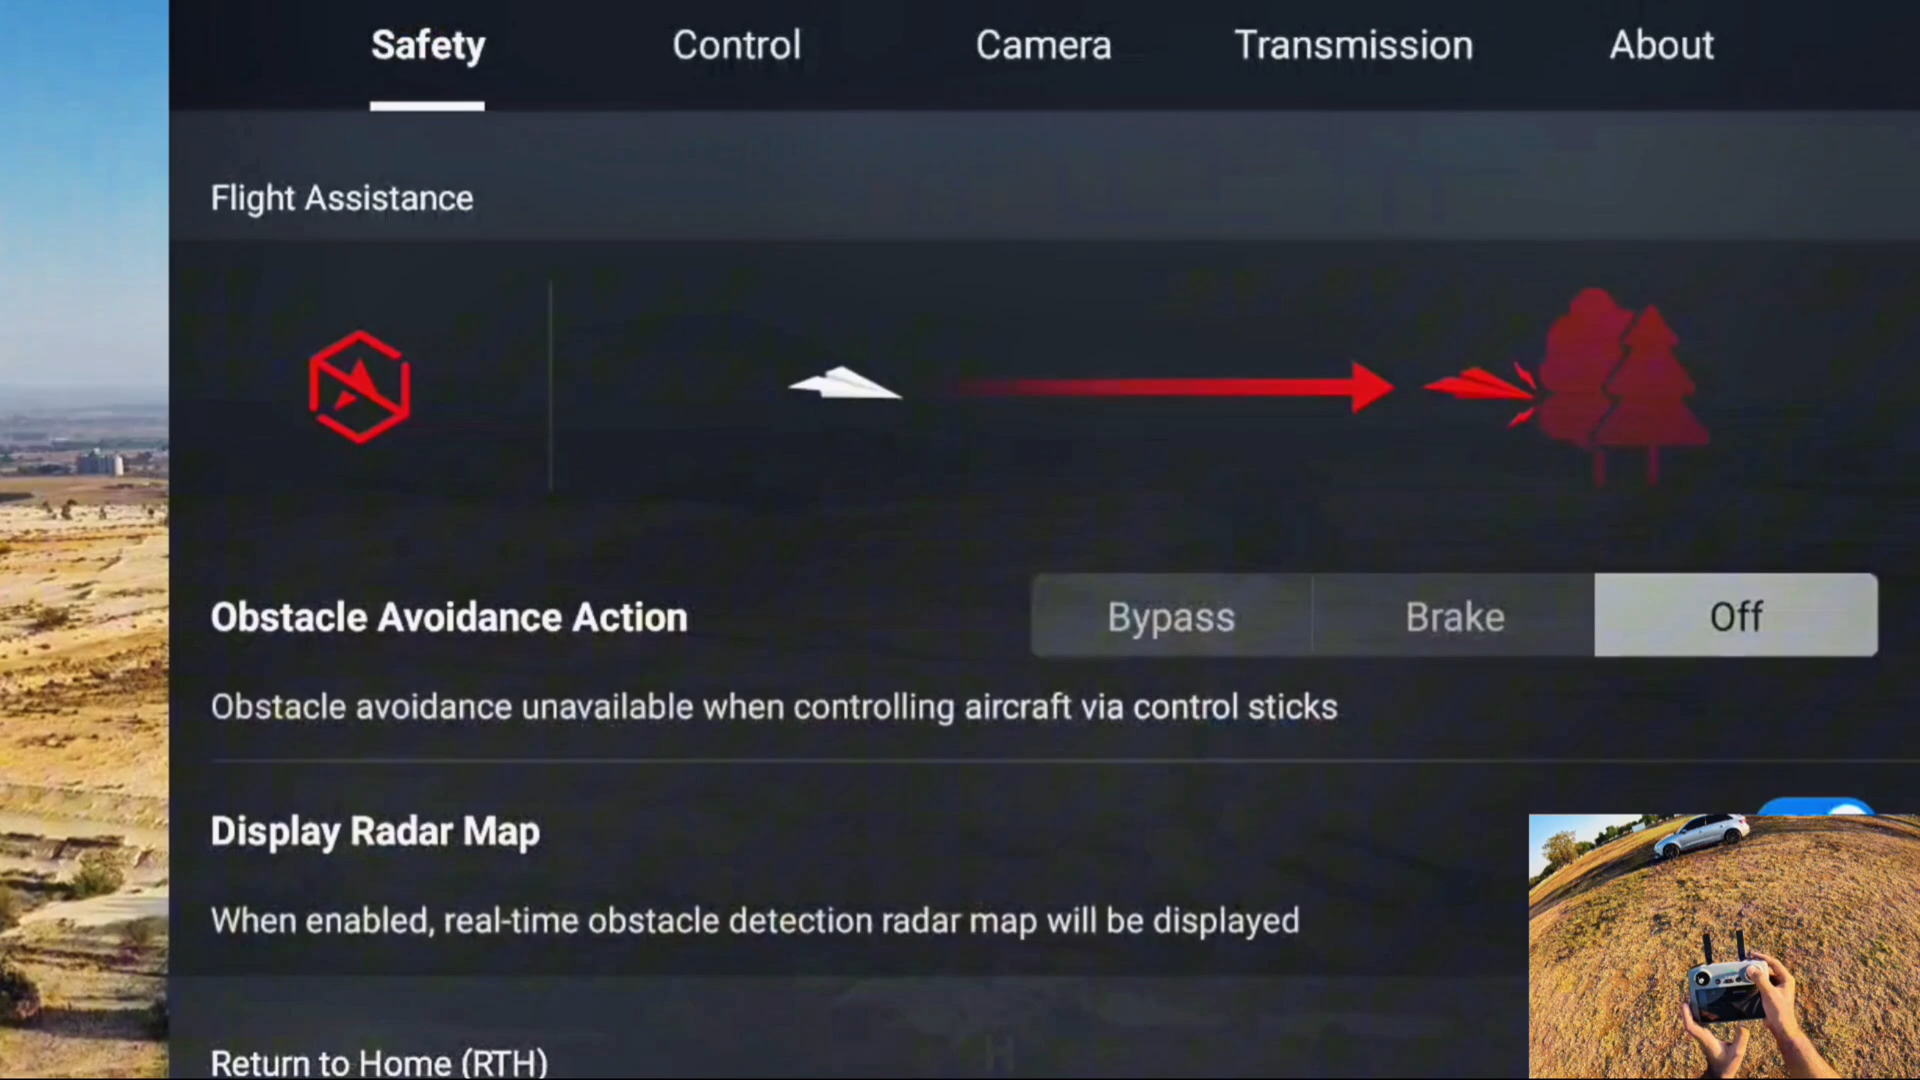 Safety Control Camera Transmission About
Flight Assistance
Obstacle Avoidance Action
Bypass Brake Off
Obstacle avoidance unavailable when controlling aircraft via control sticks
Display Radar Map
When enabled, real-time obstacle detection radar map will be displayed
H
Return to Home (RTH)